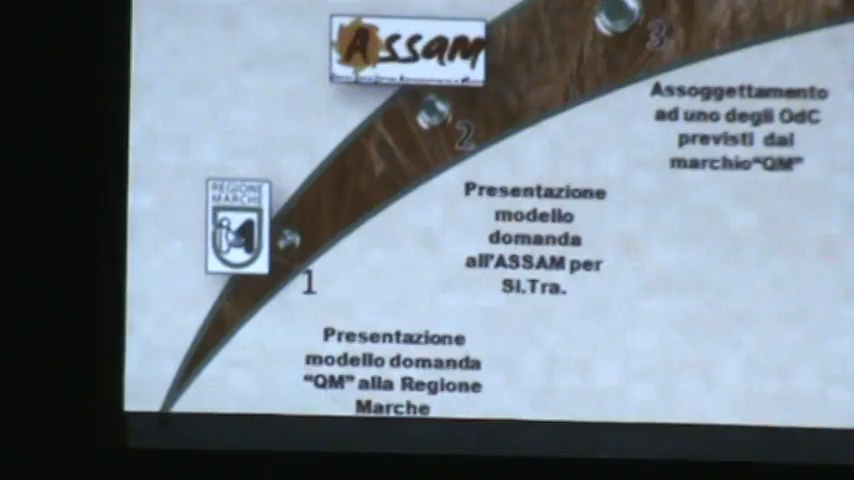 Assam
3
Assoggettamento
ad uno degli OdC
previsti dal
marchio"QM"
2
Presentazione
modello
domanda
all'ASSAM per
SI.Tra.
REGIONE
MARCHE
1
Presentazione
modello domanda
"QM" alla Regione
Marche